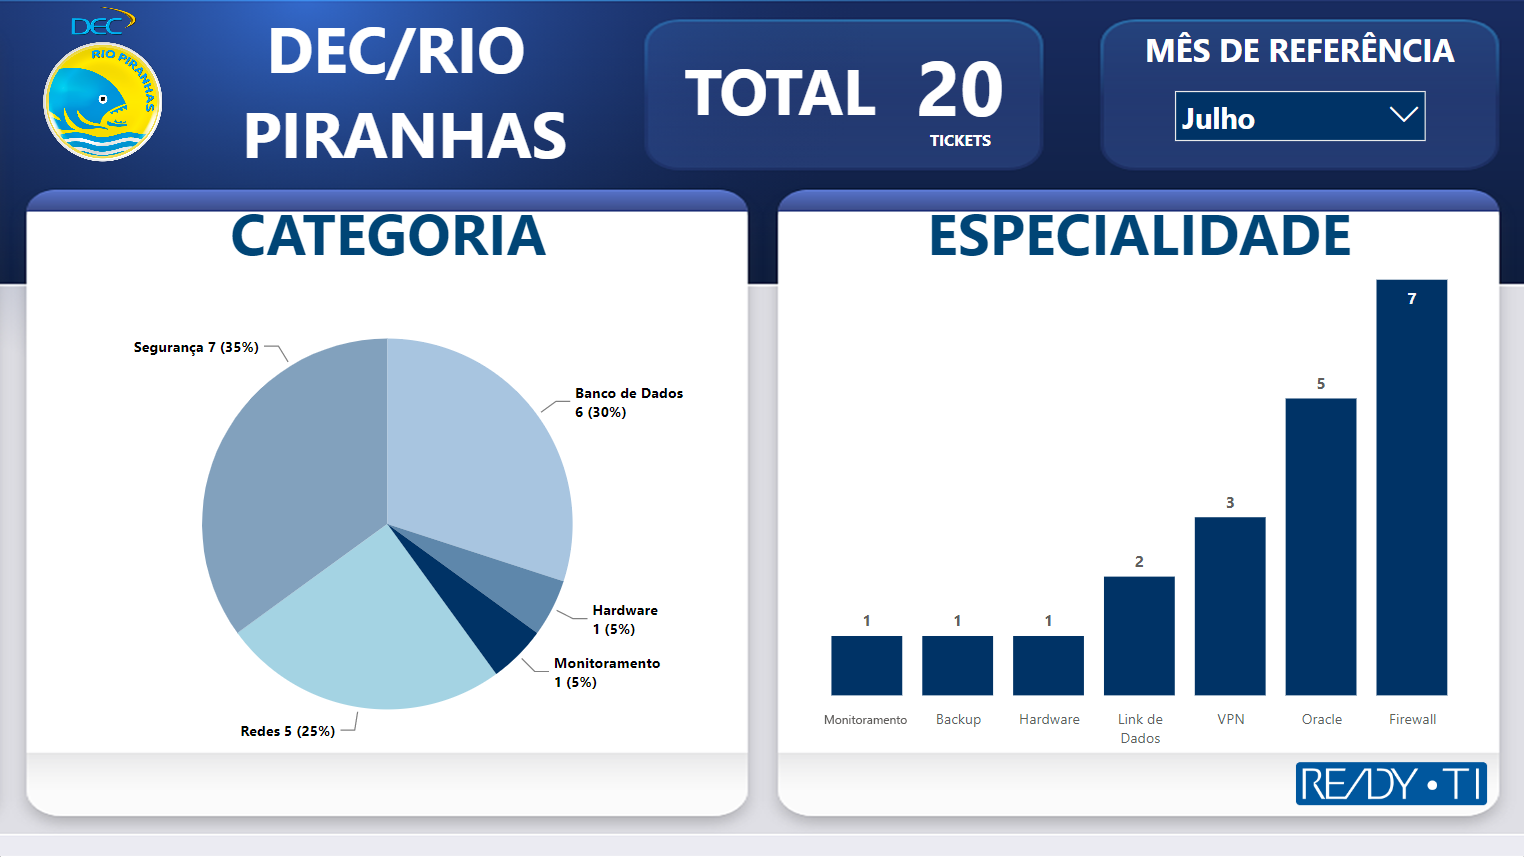 DEC
RIO PIRANHAS
DEC/RIO
PIRANHAS
TOTAL 20
TICKETS
MÊS DE REFERÊNCIA
Julho
CATEGORIA
Segurança 7 (35%)
Banco de Dados
6 (30%)
Hardware
1 (5%)
Monitoramento
1 (5%)
Redes 5 (25%)
ESPECIALIDADE
7
5
3
2
1 1 1
Monitoramento Backup Hardware Link de VPN Oracle Firewall
Dados
READY • TI